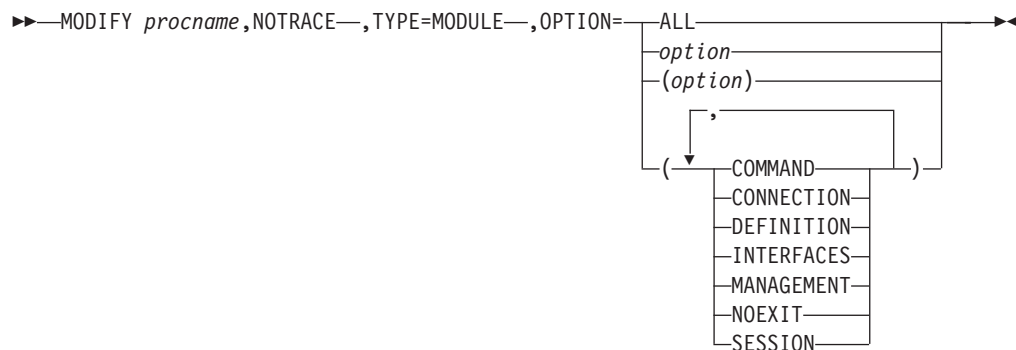 MODIFY procname,NOTRACE ,TYPE=MODULE ,OPTION= ALL
option
(option)
,
( COMMAND )
CONNECTION
DEFINITION
INTERFACES
MANAGEMENT
NOEXIT
SESSION